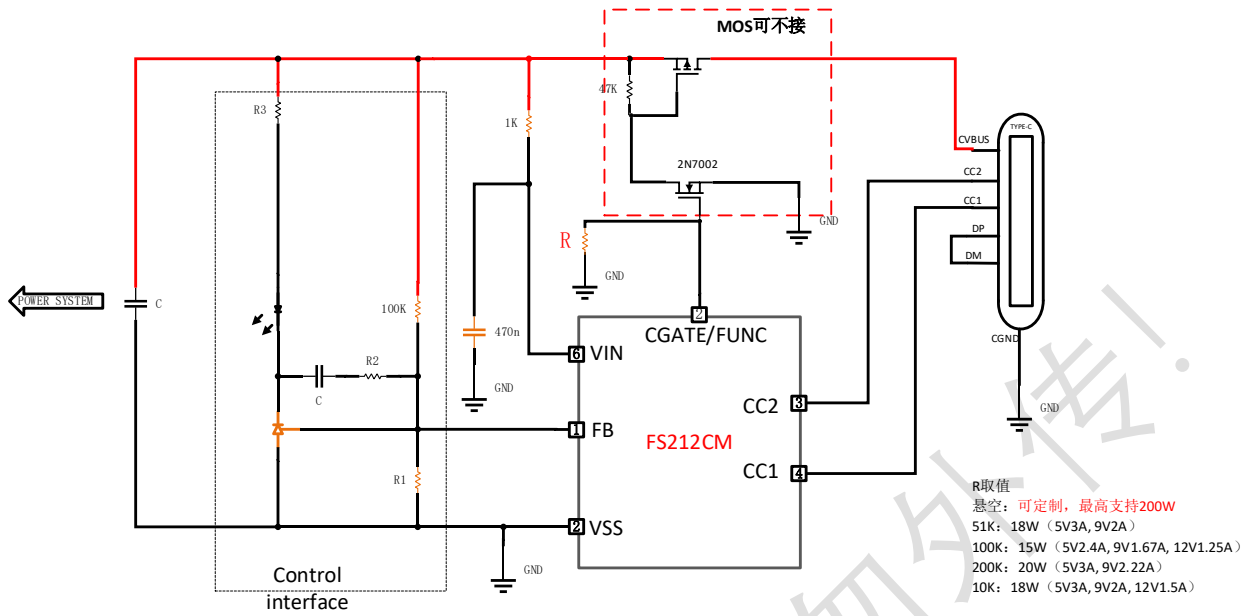 MOS可不接
R3
47K
1K
TYPE-C
CVBUS
2N7002
CC2
CC1
GND
DP
R
DM
GND
POWER SYSTEM
C
100K
470n
2
CGATE/FUNC
CGND
6 VIN
R2
C
GND
GND
CC2 3
1 FB
FS212CM
CC1 4
R1
R取值
悬空：可定制，最高支持200W
51K：18W（5V3A, 9V2A）
100K：15W（5V2.4A, 9V1.67A, 12V1.25A）
200K：20W（5V3A, 9V2.22A）
10K：18W（5V3A, 9V2A, 12V1.5A）
2 VSS
GND
Control
interface
勿外传！